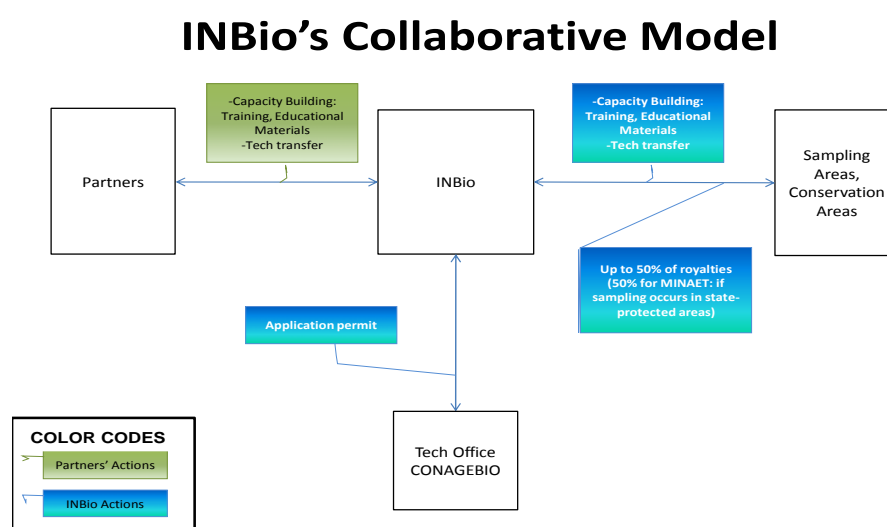 INBio’s Collaborative Model
-Capacity Building:
Training, Educational
Materials
-Tech transfer
-Capacity Building:
Training, Educational
Materials
-Tech transfer
Partners
INBio
Sampling
Areas,
Conservation
Areas
Up to 50% of royalties
(50% for MINAET: if
sampling occurs in state-
protected areas)
Application permit
Tech Office
CONAGEBIO
COLOR CODES
Partners’ Actions
INBio Actions